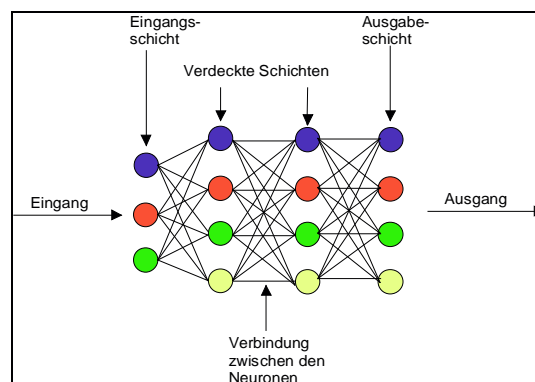 Eingangs-
schicht
Ausgabe-
schicht
Verdeckte Schichten
Eingang
Ausgang
Verbindung
zwischen den
Neuronen